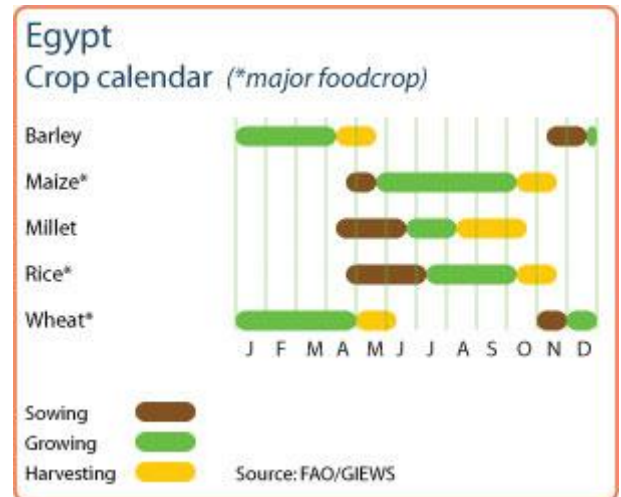 Egypt
Crop calendar (*major foodcrop)
Barley
Maize*
Millet
Rice*
Wheat*
J F M A M J J A S O N D
Sowing
Growing
Harvesting Source: FAO/GIEWS